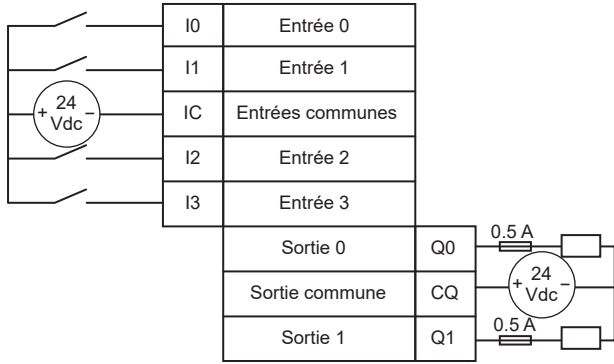 I0 Entrée 0
I1 Entrée 1
+ 24 Vdc − IC Entrées communes
I2 Entrée 2
I3 Entrée 3
Sortie 0 Q0 0.5 A
Sortie commune CQ + 24 Vdc −
Sortie 1 Q1 0.5 A